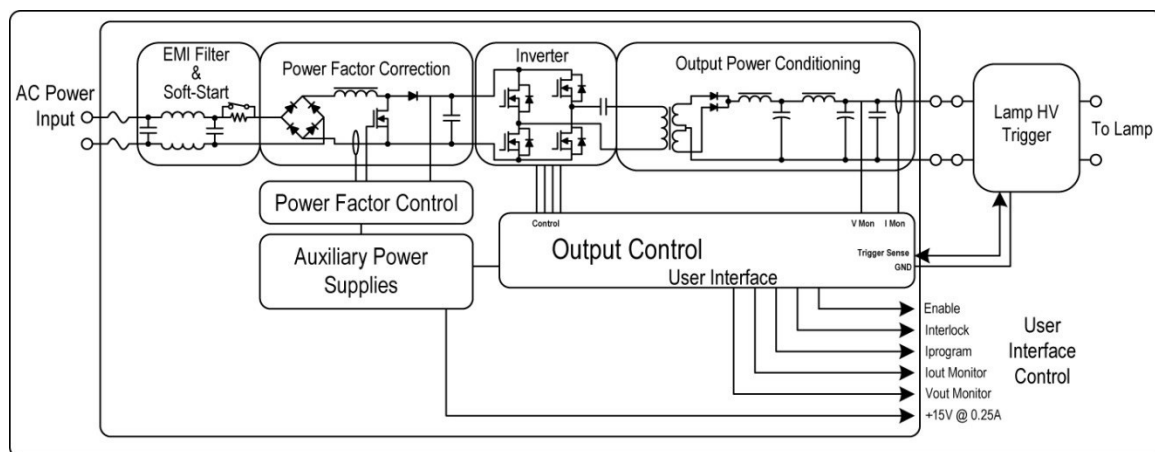 EMI Filter
&
Soft-Start
Power Factor Correction
Inverter
Output Power Conditioning
AC Power
Input
Lamp HV
Trigger
To Lamp
Power Factor Control
Control
V Mon
I Mon
Output Control
Trigger Sense
GND
User Interface
Auxiliary Power
Supplies
Enable
Interlock
Iprogram
Iout Monitor
Vout Monitor
+15V @ 0.25A
User
Interface
Control